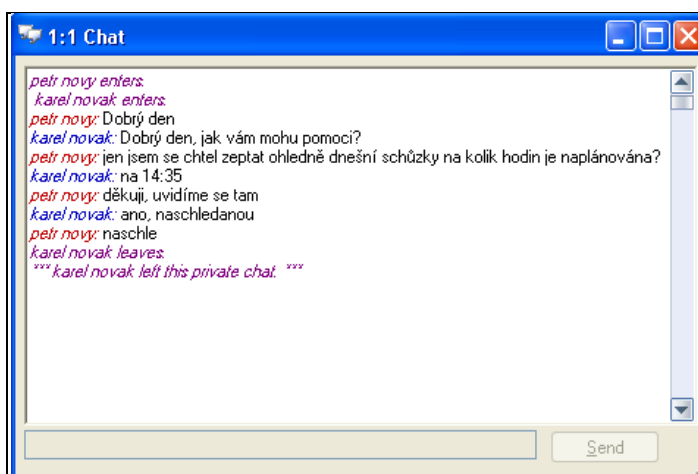 1:1 Chat
petr novy enters.
karel novak enters.
petr novy: Dobrý den
karel novak: Dobrý den, jak vám mohu pomoci?
petr novy: jen jsem se chtel zeptat ohledně dnešní schůzky na kolik hodin je naplánována?
karel novak: na 14:35
petr novy: děkuji, uvidíme se tam
karel novak: ano, naschledanou
petr novy: naschle
karel novak leaves.
*** karel novak left this private chat. ***
Send